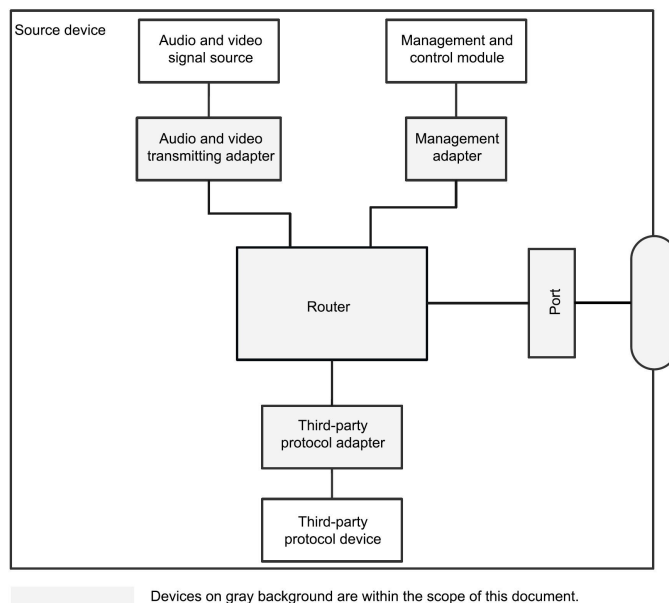 Source device
Audio and video
signal source
Management and
control module
Audio and video
transmitting adapter
Management
adapter
Router
Port
Third-party
protocol adapter
Third-party
protocol device
Devices on gray background are within the scope of this document.